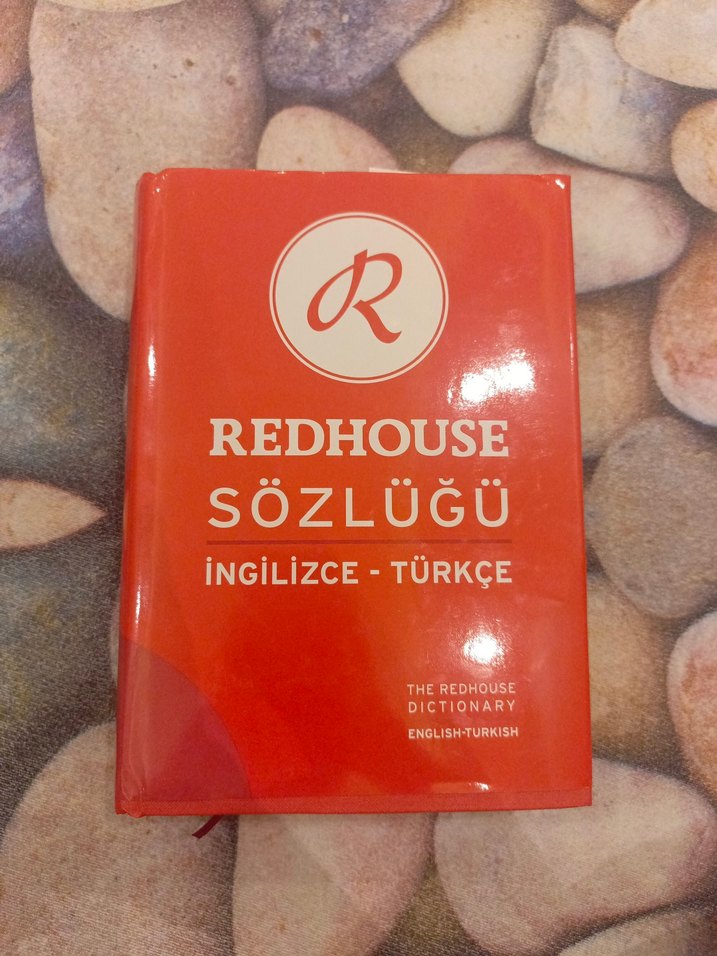 R
REDHOUSE
SÖZLÜĞÜ
İNGİLİZCE - TÜRKÇE
THE REDHOUSE
DICTIONARY
ENGLISH-TURKISH